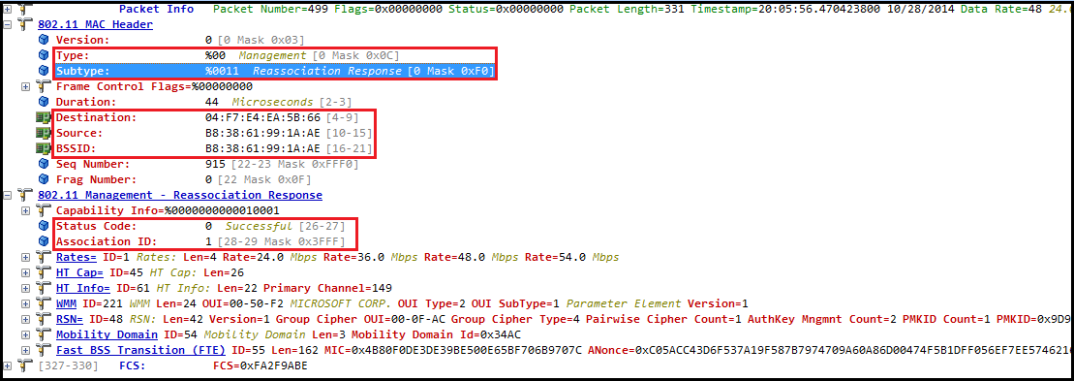 Packet Info Packet Number=499 Flags=0x00000000 Status=0x00000000 Packet Length=331 Timestamp=20:05:56.470423800 10/28/2014 Data Rate=48 24.
802.11 MAC Header
Version: 0 [0 Mask 0x03]
Type: %00 Management [0 Mask 0x0C]
Subtype: %0011 Reassociation Response [0 Mask 0xF0]
Frame Control Flags=%00000000
Duration: 44 Microseconds [2-3]
Destination: 04:F7:E4:EA:5B:66 [4-9]
Source: B8:38:61:99:1A:AE [10-15]
BSSID: B8:38:61:99:1A:AE [16-21]
Seq Number: 915 [22-23 Mask 0xFFF0]
Frag Number: 0 [22 Mask 0x0F]
802.11 Management - Reassociation Response
Capability Info=%0000000000010001
Status Code: 0 Successful [26-27]
Association ID: 1 [28-29 Mask 0x3FFF]
Rates= ID=1 Rates: Len=4 Rate=24.0 Mbps Rate=36.0 Mbps Rate=48.0 Mbps Rate=54.0 Mbps
HT Cap= ID=45 HT Cap: Len=26
HT Info= ID=61 HT Info: Len=22 Primary Channel=149
WMM ID=221 WMM Len=24 OUI=00-50-F2 MICROSOFT CORP. OUI Type=2 OUI SubType=1 Parameter Element Version=1
RSN= ID=48 RSN: Len=42 Version=1 Group Cipher OUI=00-0F-AC Group Cipher Type=4 Pairwise Cipher Count=1 AuthKey Mngmnt Count=2 PMKID Count=1 PMKID=0x9D9
Mobility Domain ID=54 Mobility Domain Len=3 Mobility Domain Id=0x34AC
Fast BSS Transition (FTE) ID=55 Len=162 MIC=0x4B80F0DE3DE39BE500E65BF706B9707C ANonce=0xC05ACC43D6F537A19F587B7974709A60A86D00474F5B1DFF056EF7EE574621
[327-330] FCS: FCS=0xFA2F9ABE